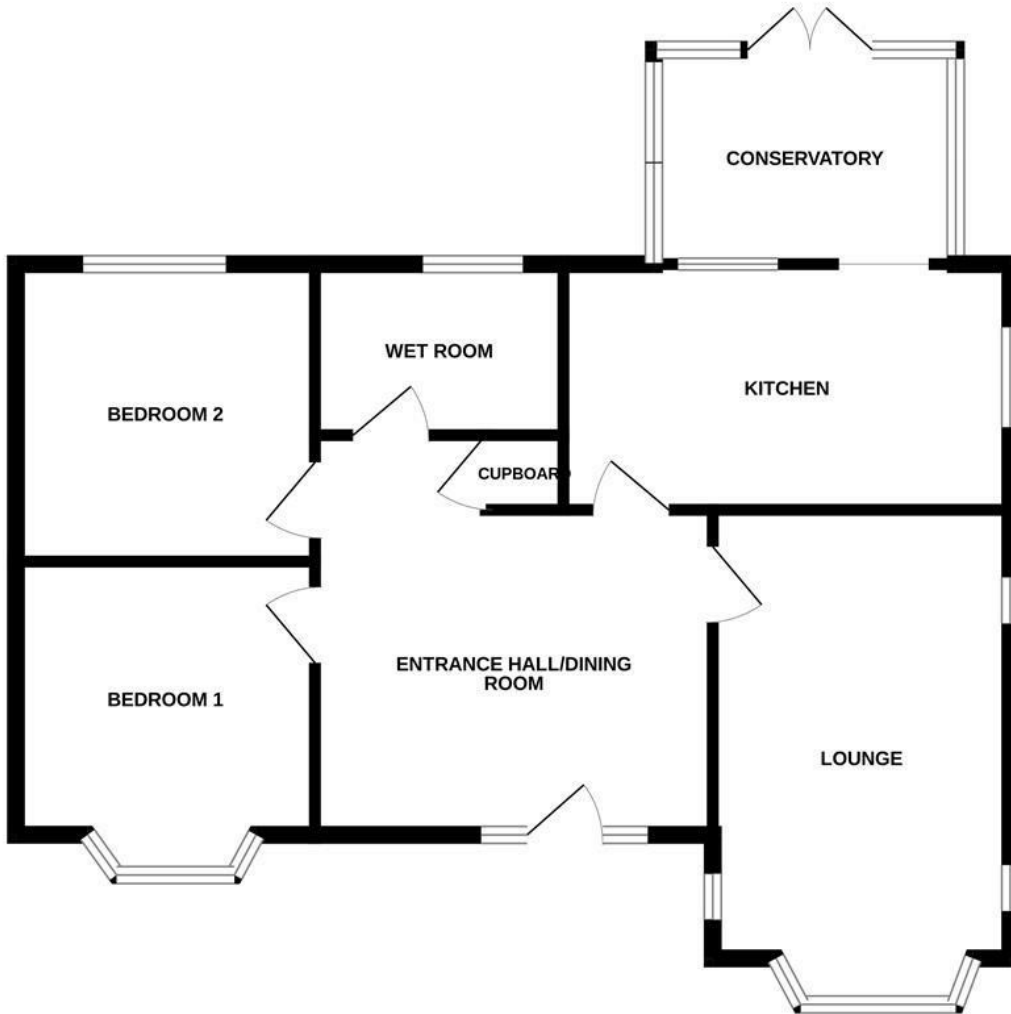 CONSERVATORY
WET ROOM
KITCHEN
BEDROOM 2
CUPBOARD
ENTRANCE HALL/DINING
ROOM
BEDROOM 1
LOUNGE